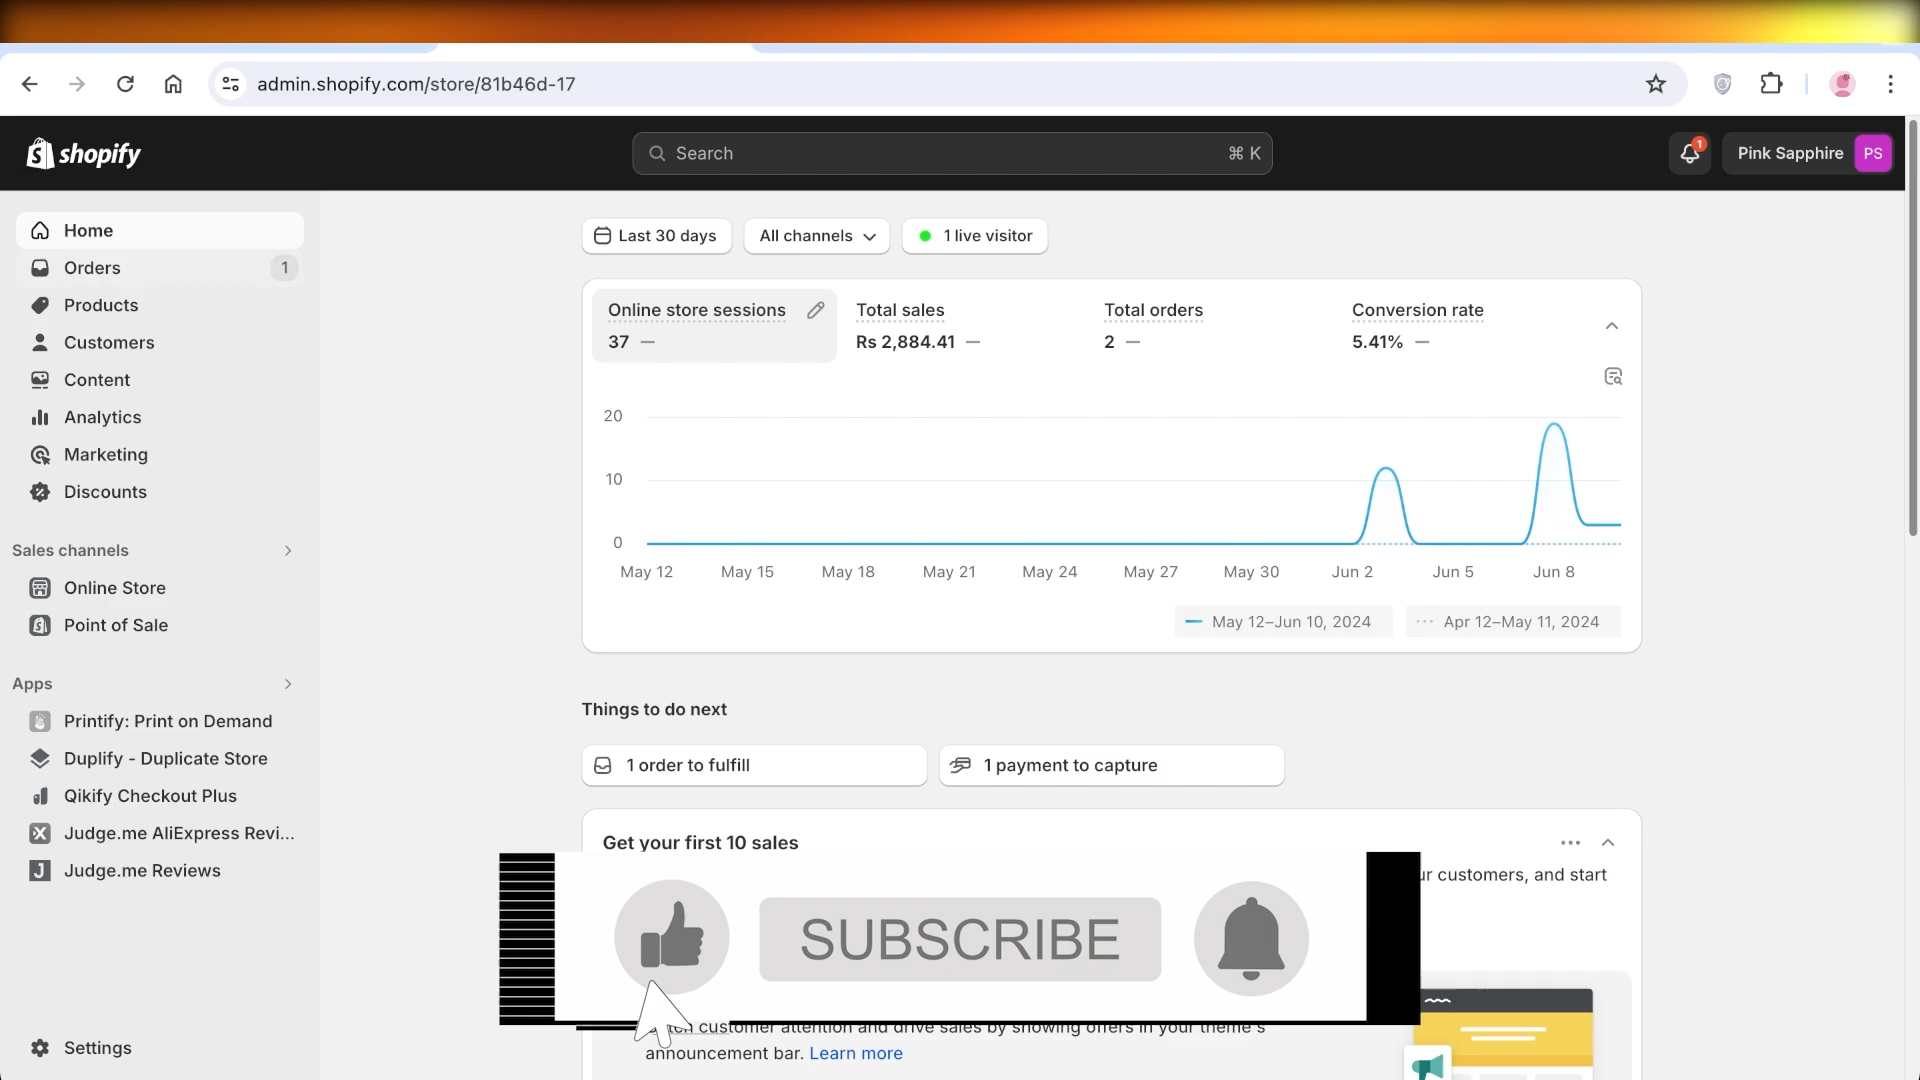 admin.shopify.com/store/81b46d-17
shopify
Search
⌘ K
1
Pink Sapphire
PS
Home
Orders
1
Products
Customers
Content
Analytics
Marketing
Discounts
Sales channels
Online Store
Point of Sale
Apps
Printify: Print on Demand
Duplify - Duplicate Store
Qikify Checkout Plus
Judge.me AliExpress Revi...
Judge.me Reviews
Settings
Last 30 days
All channels
1 live visitor
Online store sessions
37 —
Total sales
Rs 2,884.41 —
Total orders
2 —
Conversion rate
5.41% —
20
10
0
May 12
May 15
May 18
May 21
May 24
May 27
May 30
Jun 2
Jun 5
Jun 8
May 12–Jun 10, 2024
Apr 12–May 11, 2024
Things to do next
1 order to fulfill
1 payment to capture
Get your first 10 sales
customers, and start
SUBSCRIBE
customer attention and drive sales by showing offers in your theme's
announcement bar. Learn more